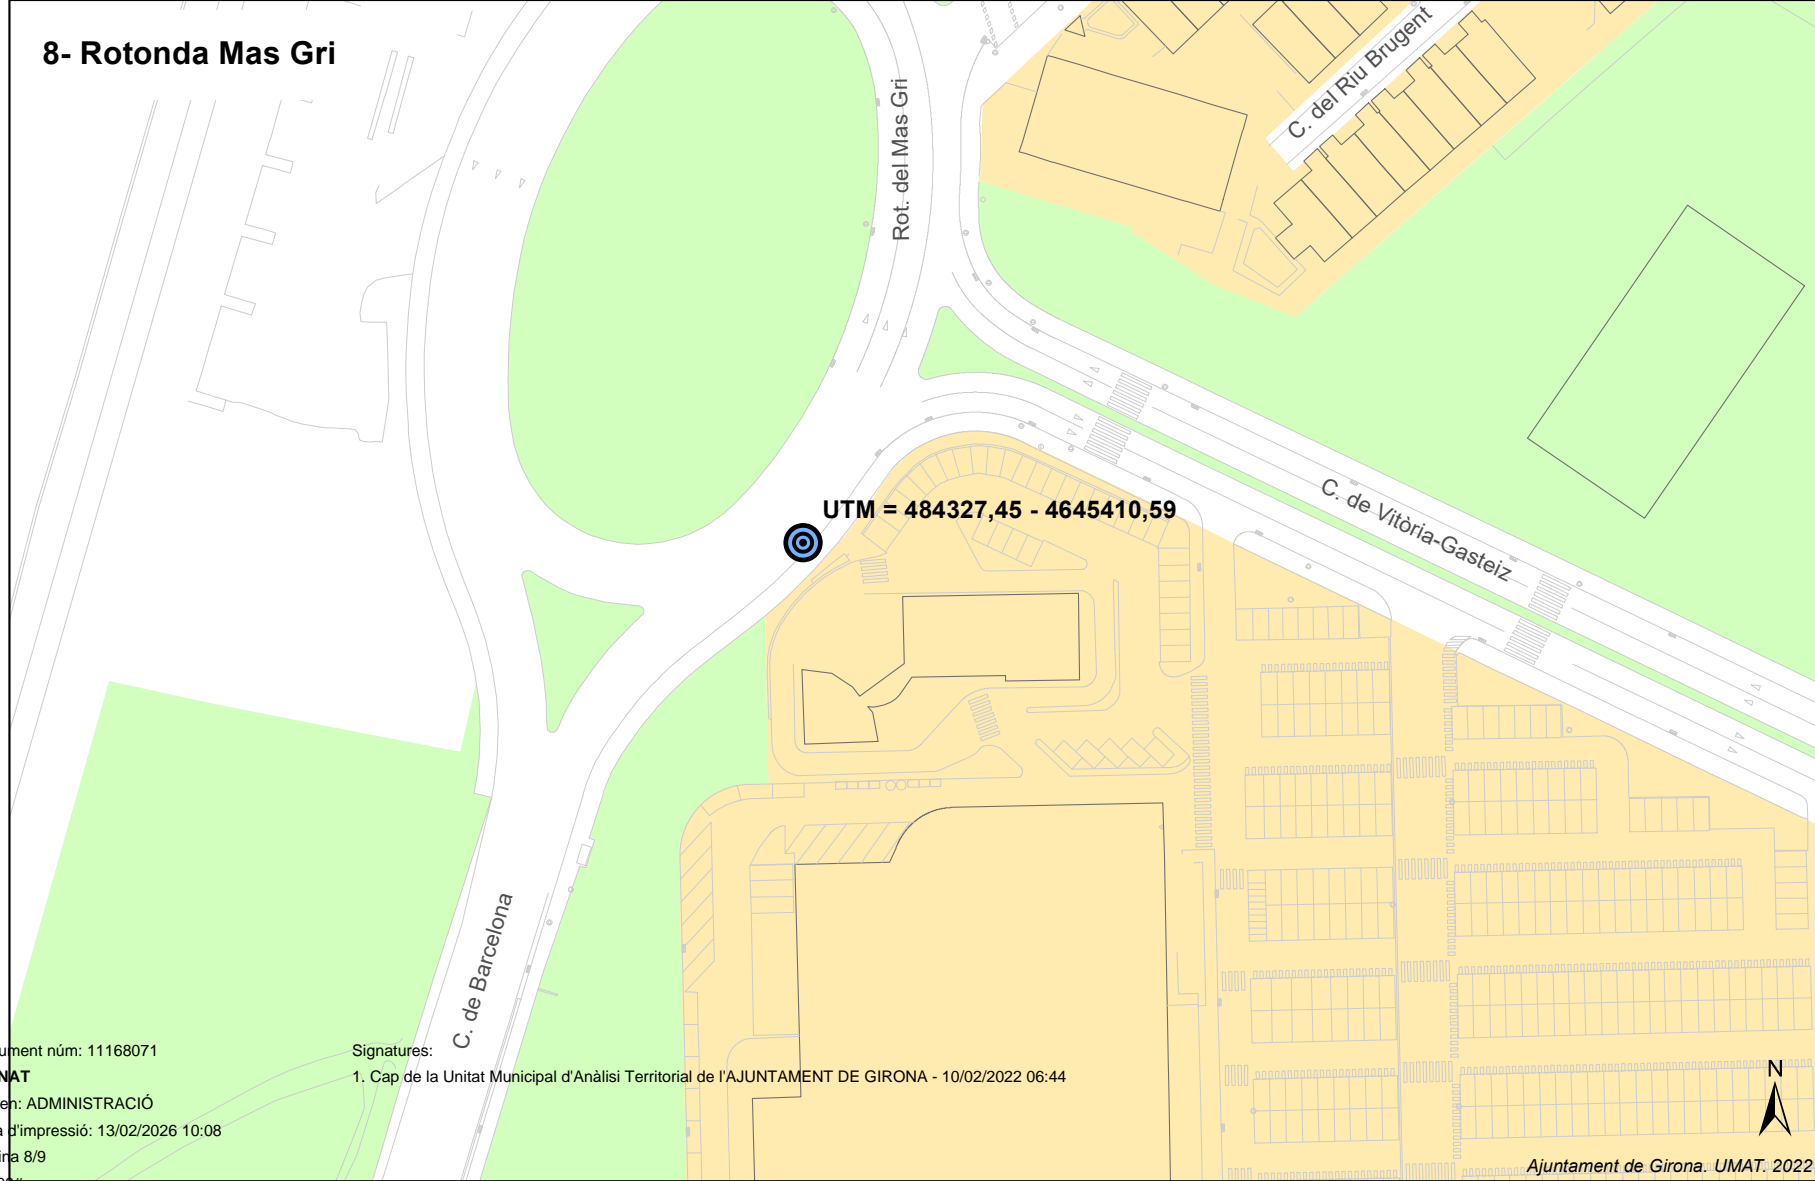 8- Rotonda Mas Gri
C. del Riu Brugent
Rot. del Mas Gri
UTM = 484327,45 - 4645410,59
C. de Vitòria-Gasteiz
C. de Barcelona
ument núm: 11168071
NAT
en: ADMINISTRACIÓ
a d'impressió: 13/02/2026 10:08
ina 8/9
Signatures:
1. Cap de la Unitat Municipal d'Anàlisi Territorial de l'AJUNTAMENT DE GIRONA - 10/02/2022 06:44
N
Ajuntament de Girona. UMAT. 2022